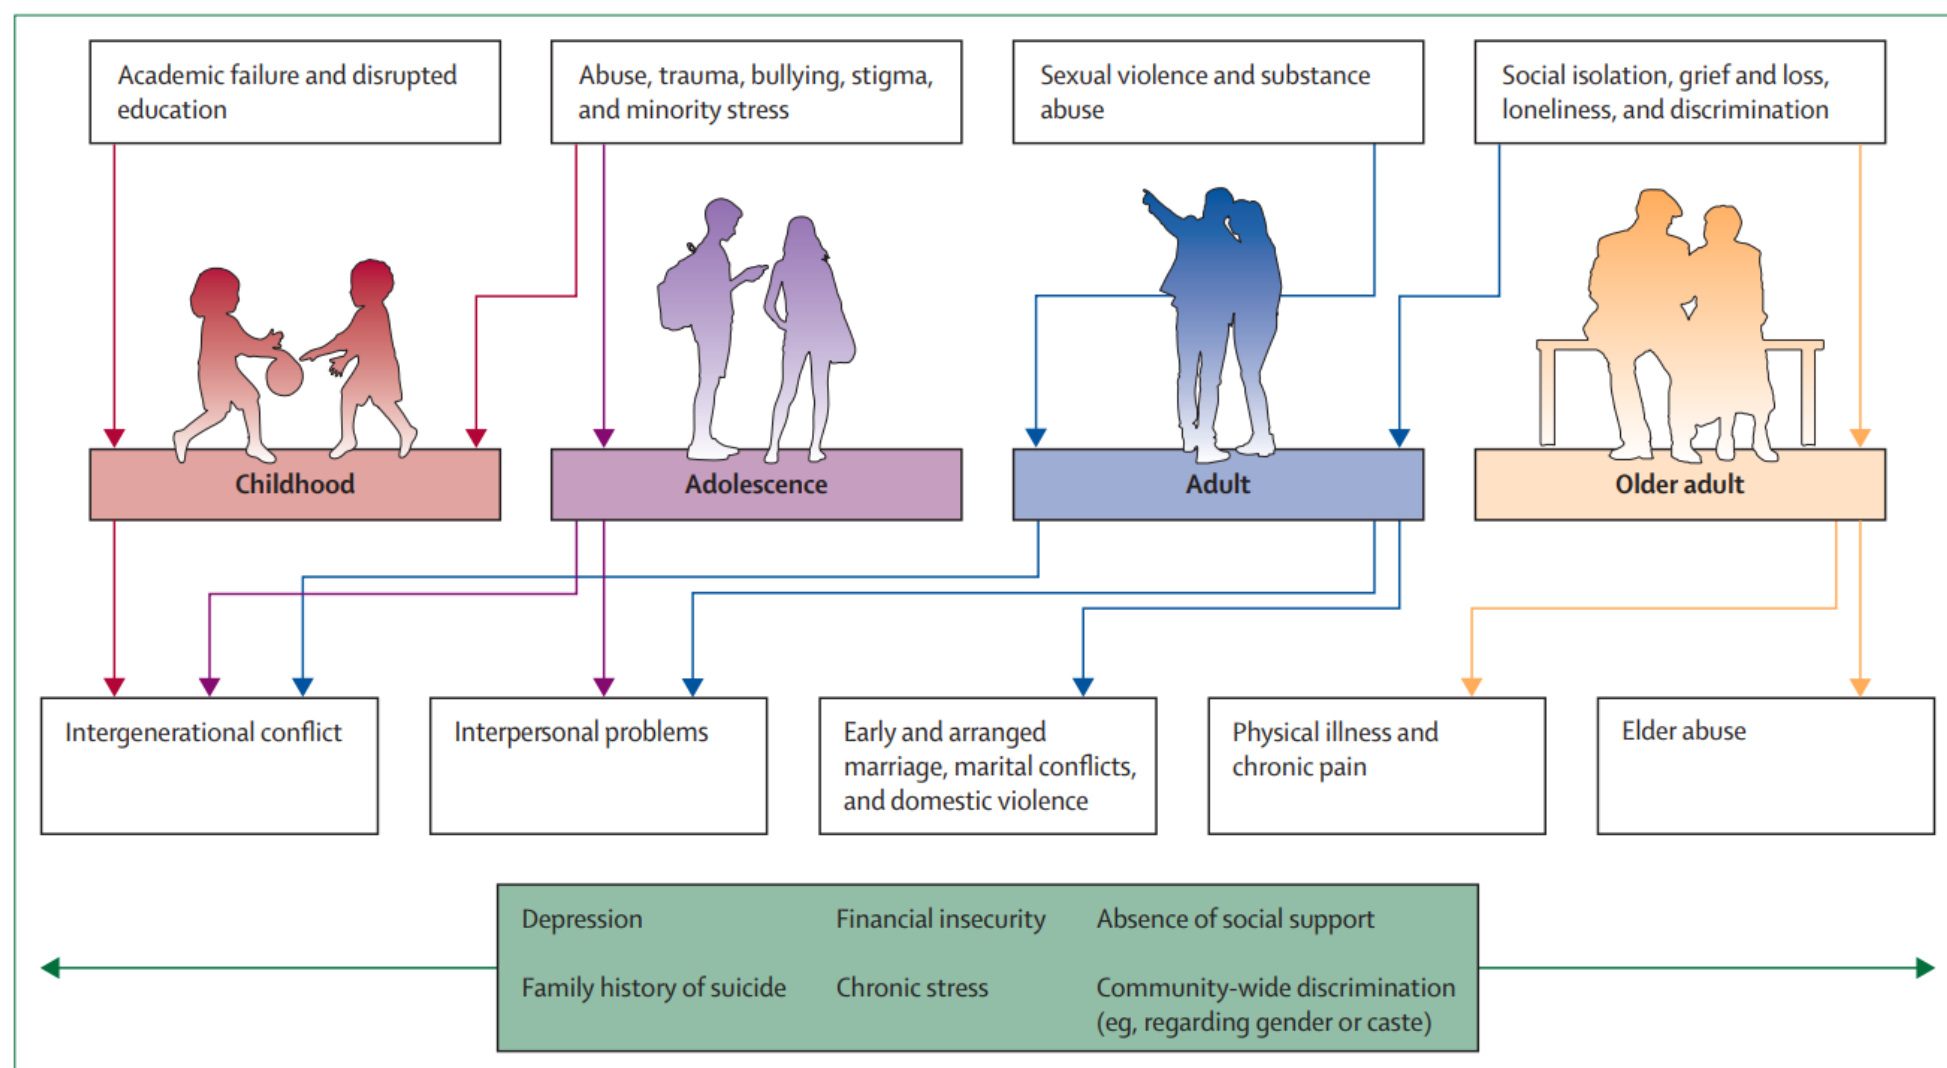 Academic failure and disrupted
education
Abuse, trauma, bullying, stigma,
and minority stress
Sexual violence and substance
abuse
Social isolation, grief and loss,
loneliness, and discrimination
Childhood
Adolescence
Adult
Older adult
Intergenerational conflict
Interpersonal problems
Early and arranged
marriage, marital conflicts,
and domestic violence
Physical illness and
chronic pain
Elder abuse
Depression
Financial insecurity
Absence of social support
Family history of suicide
Chronic stress
Community-wide discrimination
(eg, regarding gender or caste)